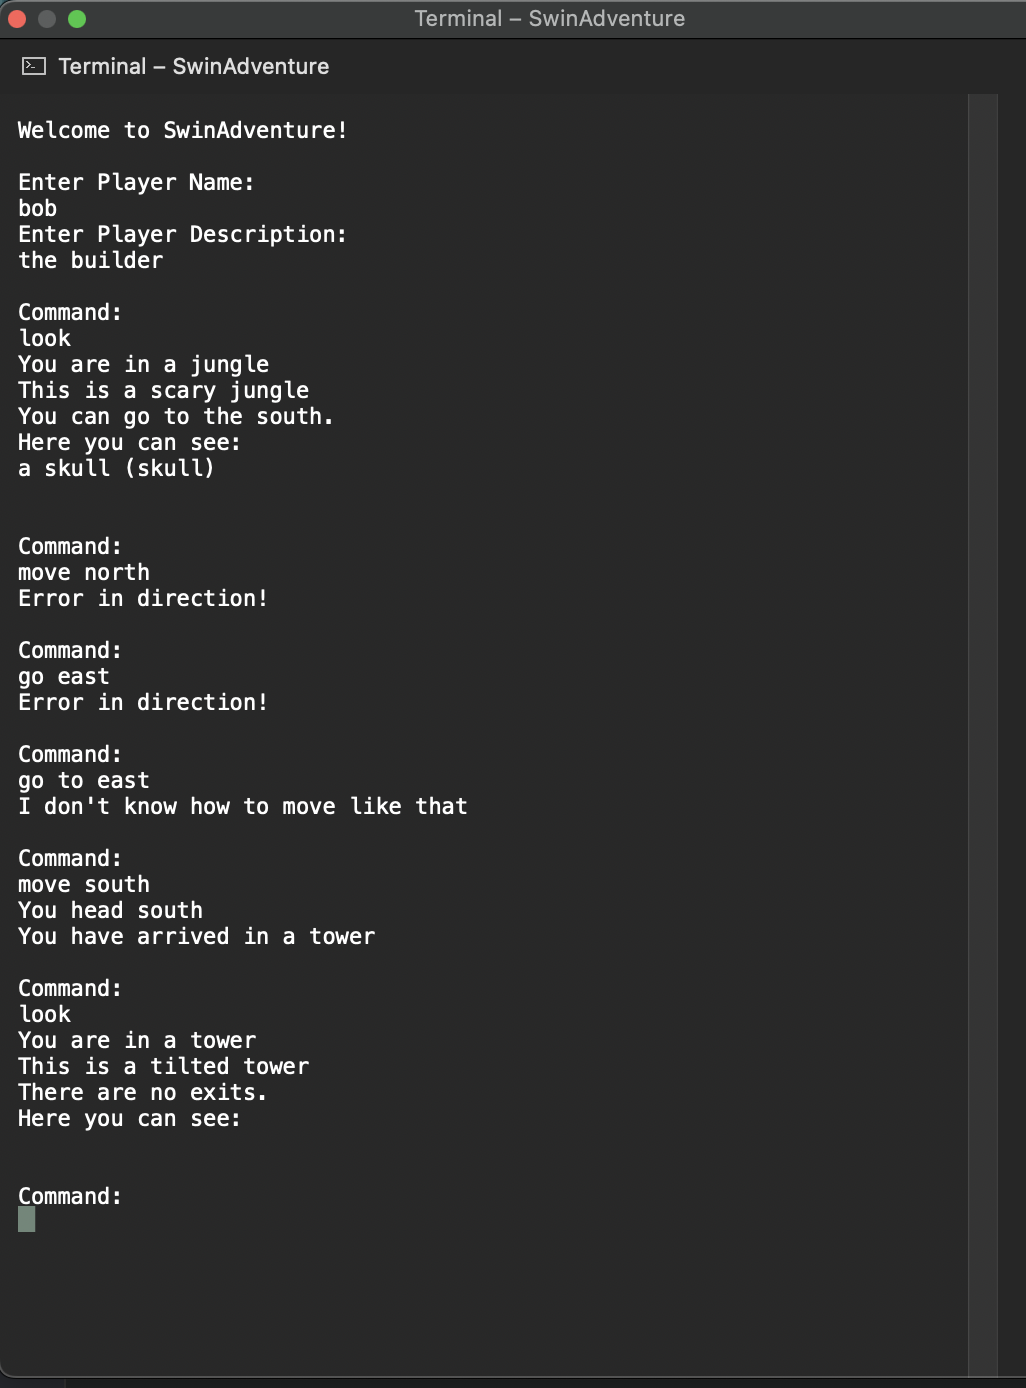 Terminal – SwinAdventure
Terminal – SwinAdventure
Welcome to SwinAdventure!
Enter Player Name:
bob
Enter Player Description:
the builder
Command:
look
You are in a jungle
This is a scary jungle
You can go to the south.
Here you can see:
a skull (skull)
Command:
move north
Error in direction!
Command:
go east
Error in direction!
Command:
go to east
I don't know how to move like that
Command:
move south
You head south
You have arrived in a tower
Command:
look
You are in a tower
This is a tilted tower
There are no exits.
Here you can see:
Command: